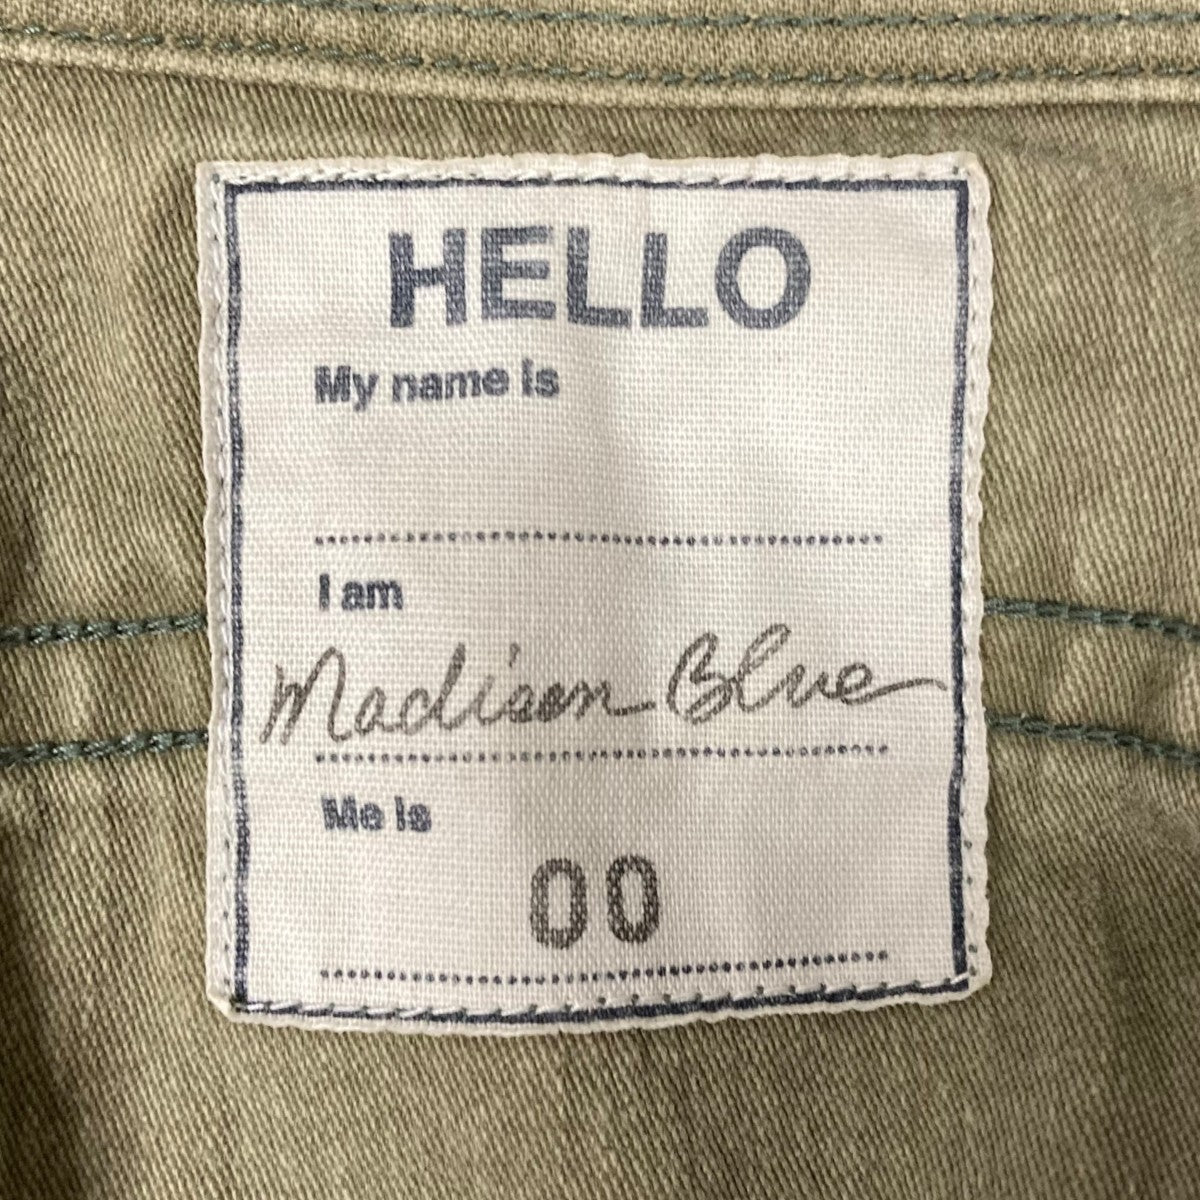 HELLO
My name is
I am
Madison Blue
Me is
00